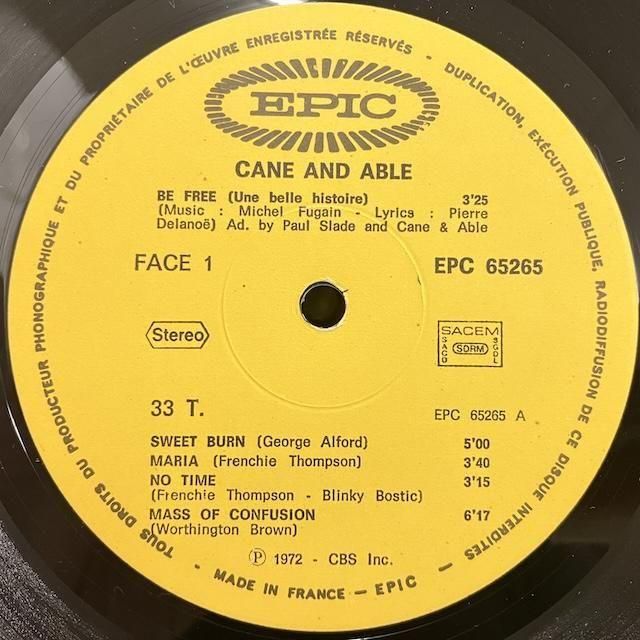 TOUS DROITS DU PRODUCTEUR PHONOGRAPHIQUE ET DU PROPRIÉTAIRE DE L'ŒUVRE ENREGISTRÉE RÉSERVÉS - DUPLICATION, EXÉCUTION PUBLIQUE, RADIODIFFUSION DE CE DISQUE INTERDITES
EPIC
CANE AND ABLE
BE FREE (Une belle histoire) 3'25
(Music : Michel Fugain - Lyrics : Pierre
Delanoë) Ad. by Paul Slade and Cane & Able
FACE 1 EPC 65265
Stereo
SACEM
SACD SDRM SGDL
33 T. EPC 65265 A
SWEET BURN (George Alford) 5'00
MARIA (Frenchie Thompson) 3'40
NO TIME 3'15
(Frenchie Thompson - Blinky Bostic)
MASS OF CONFUSION 6'17
(Worthington Brown)
Ⓟ 1972 - CBS Inc.
- MADE IN FRANCE - EPIC -